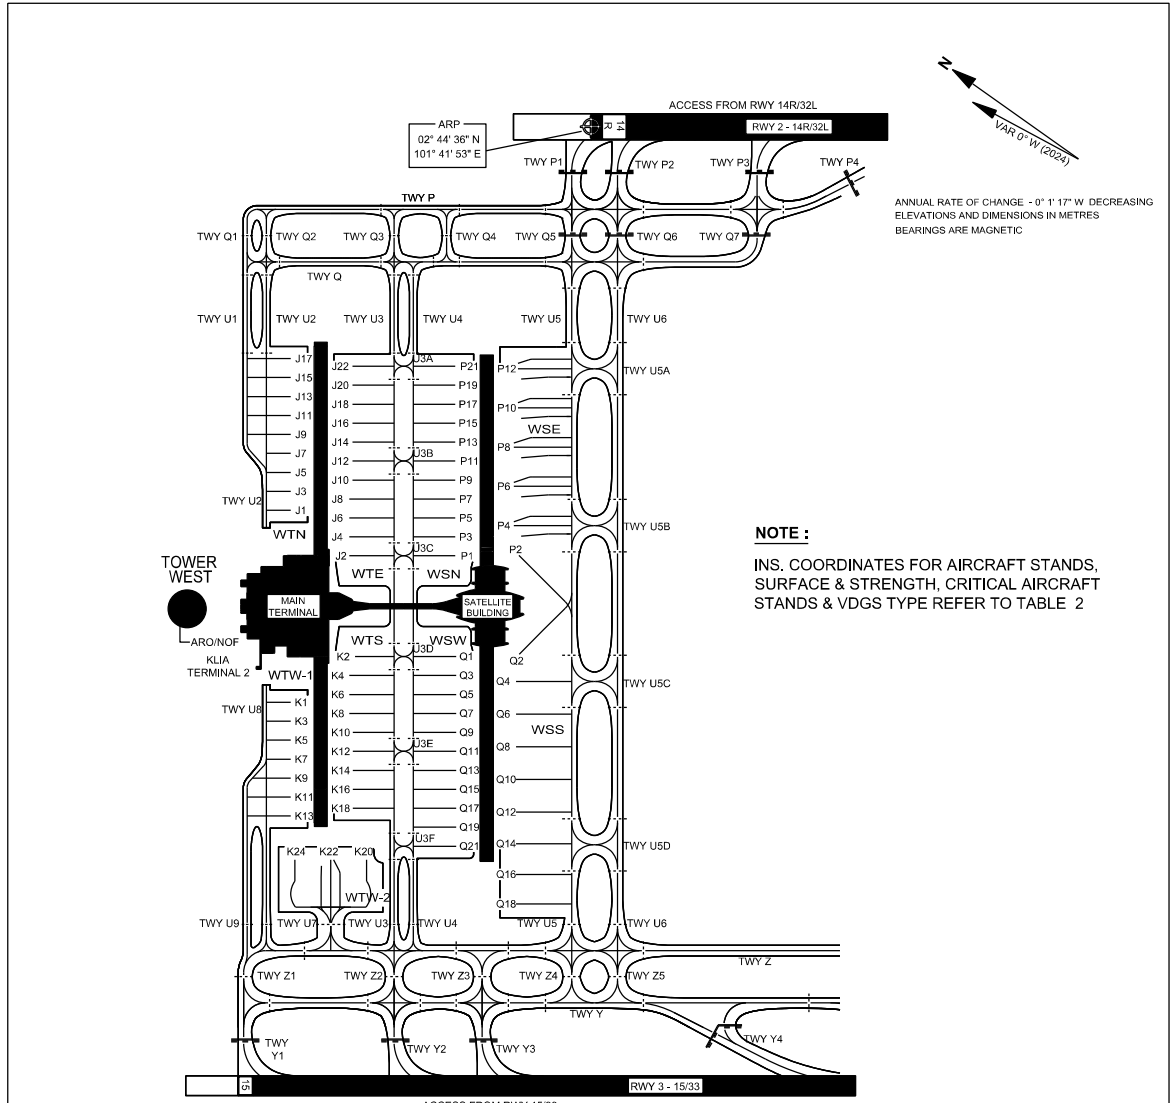 ACCESS FROM RWY 14R/32L
N
VAR 0° W (2024)
ARP
02° 44' 36" N
101° 41' 53" E
14
R
RWY 2 - 14R/32L
TWY P1
TWY P2
TWY P3
TWY P4
ANNUAL RATE OF CHANGE - 0° 1' 17" W DECREASING
ELEVATIONS AND DIMENSIONS IN METRES
BEARINGS ARE MAGNETIC
TWY P
TWY Q1
TWY Q2
TWY Q3
TWY Q4
TWY Q5
TWY Q6
TWY Q7
TWY Q
TWY U1
TWY U2
TWY U3
TWY U4
TWY U5
TWY U6
J17
J15
J13
J11
J9
J7
J5
J3
J1
J22
J20
J18
J16
J14
J12
J10
J8
J6
J4
J2
U3A
U3B
U3C
P21
P19
P17
P15
P13
P11
P9
P7
P5
P3
P1
P12
P10
WSE
P8
P6
P4
P2
TWY U5A
TWY U5B
TWY U2
WTN
WTE
WSN
NOTE :
INS. COORDINATES FOR AIRCRAFT STANDS,
SURFACE & STRENGTH, CRITICAL AIRCRAFT
STANDS & VDGS TYPE REFER TO TABLE 2
TOWER
WEST
MAIN
TERMINAL
SATELLITE
BUILDING
ARO/NOF
KLIA
TERMINAL 2
WTS
WSW
WTW-1
TWY U8
K1
K3
K5
K7
K9
K11
K13
K2
K4
K6
K8
K10
K12
K14
K16
K18
U3D
U3E
U3F
Q1
Q3
Q5
Q7
Q9
Q11
Q13
Q15
Q17
Q19
Q21
Q2
Q4
Q6
WSS
Q8
Q10
Q12
Q14
Q16
Q18
TWY U5C
TWY U5D
K24
K22
K20
WTW-2
TWY U9
TWY U7
TWY U3
TWY U4
TWY U5
TWY U6
TWY Z
TWY Z1
TWY Z2
TWY Z3
TWY Z4
TWY Z5
TWY Y
TWY
Y1
TWY Y2
TWY Y3
TWY Y4
15
RWY 3 - 15/33
ACCESS FROM RWY 15/33